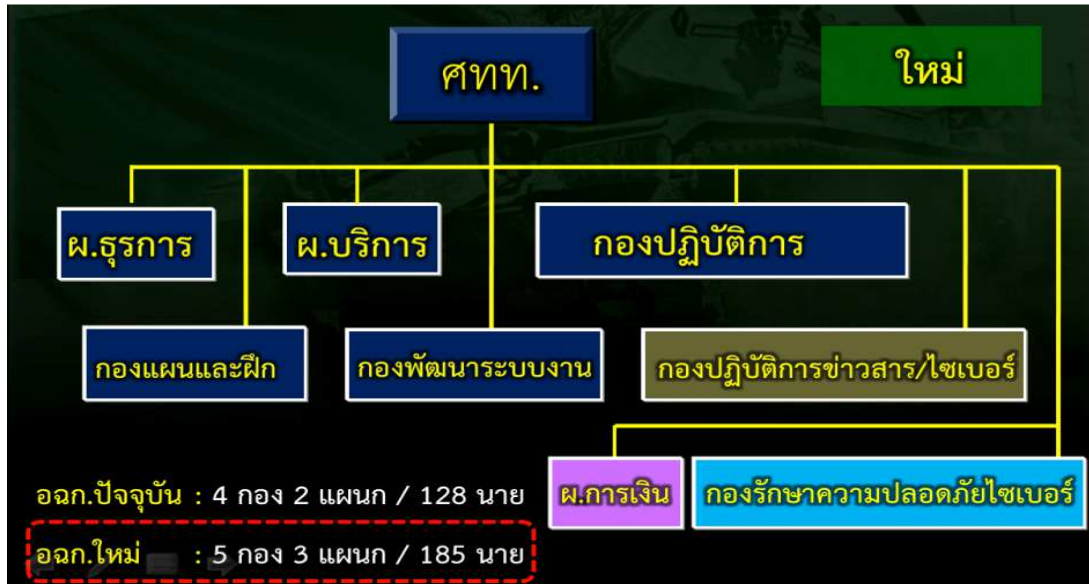 ศทท.
ใหม่
ผ.ธุรการ
ผ.บริการ
กองปฏิบัติการ
กองแผนและฝึก
กองพัฒนาระบบงาน
กองปฏิบัติการข่าวสาร/ไซเบอร์
ผ.การเงิน
กองรักษาความปลอดภัยไซเบอร์
อฉก.ปัจจุบัน : 4 กอง 2 แผนก / 128 นาย
อฉก.ใหม่ : 5 กอง 3 แผนก / 185 นาย